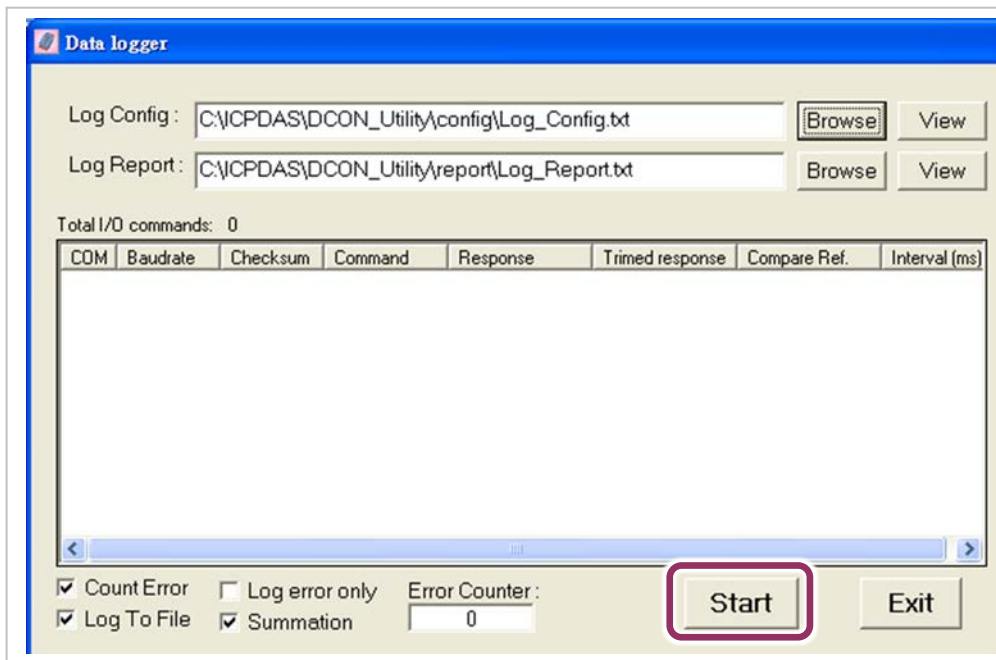 Data logger
Log Config : C:\ICPDAS\DCON_Utility\config\Log_Config.txt Browse View
Log Report : C:\ICPDAS\DCON_Utility\report\Log_Report.txt Browse View
Total I/O commands: 0
COM Baudrate Checksum Command Response Trimed response Compare Ref. Interval (ms)
Count Error Log error only Error Counter : Start Exit
Log To File Summation 0